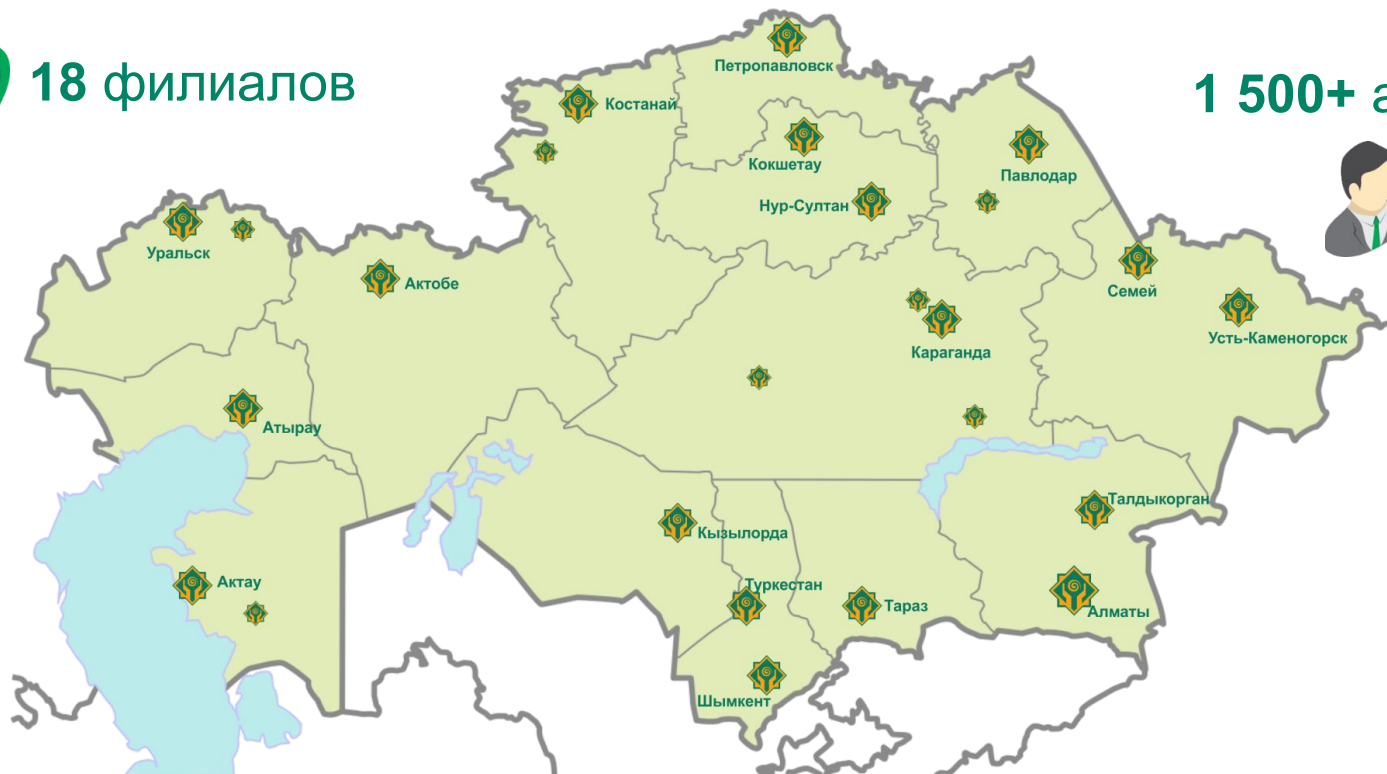 18 филиалов
1 500+
Петропавловск
Костанай
Кокшетау
Павлодар
Нур-Султан
Уральск
Актобе
Семей
Караганда
Усть-Каменогорск
Атырау
Талдыкорган
Кызылорда
Актау
Туркестан
Тараз
Алматы
Шымкент